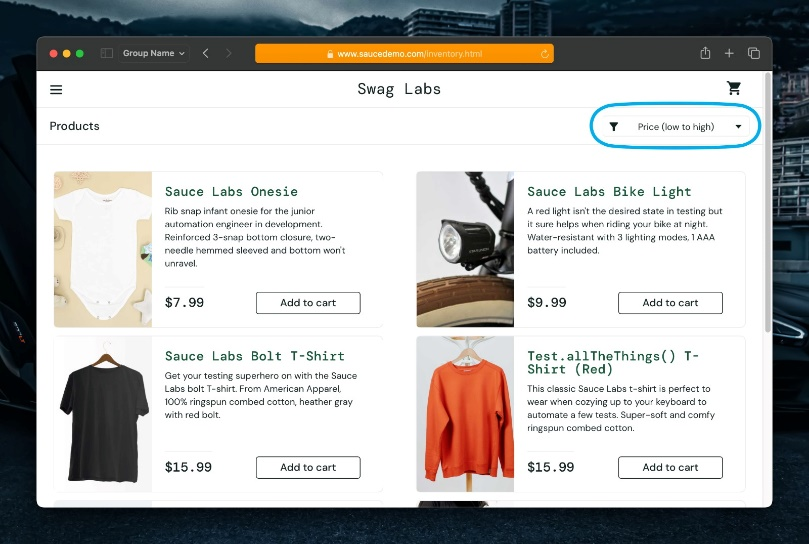 Group Name
www.saucedemo.com/inventory.html
Swag Labs
Products
Price (low to high)
Sauce Labs Onesie
Rib snap infant onesie for the junior
automation engineer in development.
Reinforced 3-snap bottom closure, two-
needle hemmed sleeved and bottom won't
unravel.
$7.99
Add to cart
Sauce Labs Bike Light
A red light isn't the desired state in testing but
it sure helps when riding your bike at night.
Water-resistant with 3 lighting modes, 1 AAA
battery included.
$9.99
Add to cart
Sauce Labs Bolt T-Shirt
Get your testing superhero on with the Sauce
Labs bolt T-shirt. From American Apparel,
100% ringspun combed cotton, heather gray
with red bolt.
$15.99
Add to cart
Test.allTheThings() T-
Shirt (Red)
This classic Sauce Labs t-shirt is perfect to
wear when cozying up to your keyboard to
automate a few tests. Super-soft and comfy
ringspun combed cotton.
$15.99
Add to cart